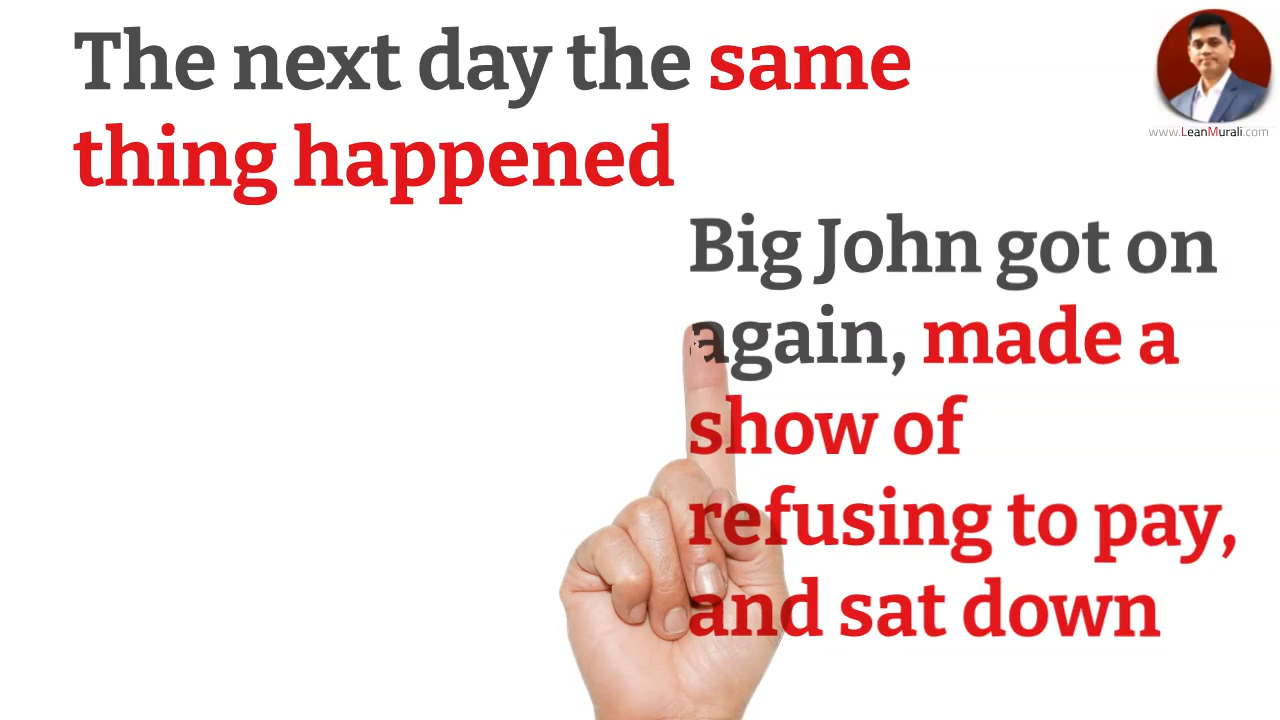 The next day the same
thing happened
www.LeanMurali.com
Big John got on
again, made a
show of
refusing to pay,
and sat down